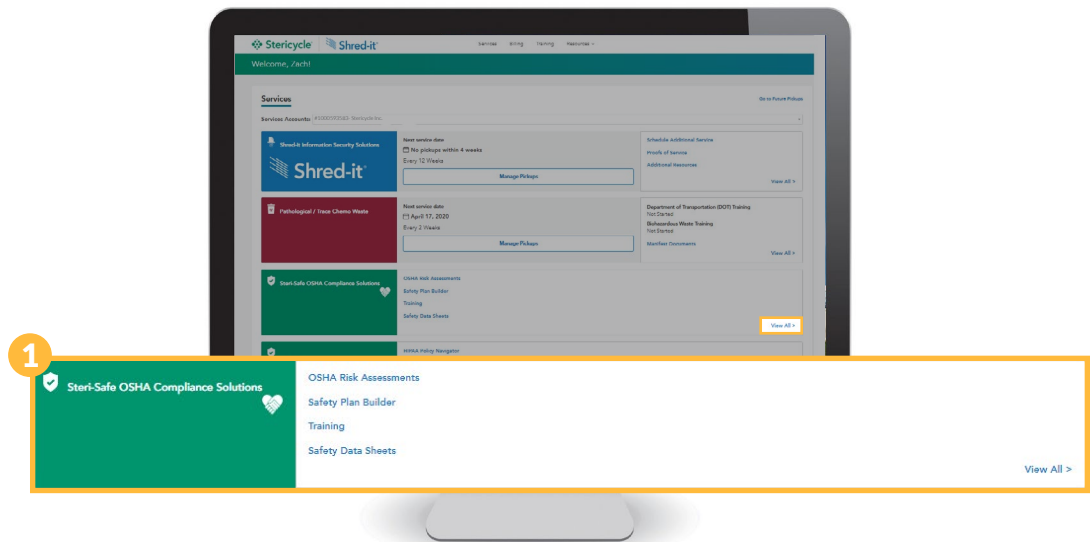 Stericycle Shred-it
Services Billing Training Resources
Welcome, Zach!
Services
Go to Future Pickups
Services Accounts:
Shred-it Information Security Solutions
Shred-it
Next service date
No pickups within 4 weeks
Every 12 Weeks
Manage Pickups
Schedule Additional Service
Proofs of Service
Additional Resources
View All >
Pathological / Trace Chemo Waste
Next service date
April 17, 2020
Every 2 Weeks
Manage Pickups
Department of Transportation (DOT) Training
Not Started
Biohazardous Waste Training
Not Started
Manifest Documents
View All >
Steri-Safe OSHA Compliance Solutions
OSHA Risk Assessments
Safety Plan Builder
Training
Safety Data Sheets
View All >
HIPAA Policy Navigator
1
Steri-Safe OSHA Compliance Solutions
OSHA Risk Assessments
Safety Plan Builder
Training
Safety Data Sheets
View All >